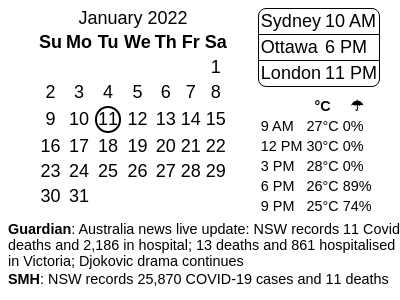 January 2022
Su Mo Tu We Th Fr Sa
1
2 3 4 5 6 7 8
9 10 11 12 13 14 15
16 17 18 19 20 21 22
23 24 25 26 27 28 29
30 31
Sydney 10 AM
Ottawa 6 PM
London 11 PM
°C ☂
9 AM 27°C 0%
12 PM 30°C 0%
3 PM 28°C 0%
6 PM 26°C 89%
9 PM 25°C 74%
Guardian: Australia news live update: NSW records 11 Covid
deaths and 2,186 in hospital; 13 deaths and 861 hospitalised
in Victoria; Djokovic drama continues
SMH: NSW records 25,870 COVID-19 cases and 11 deaths